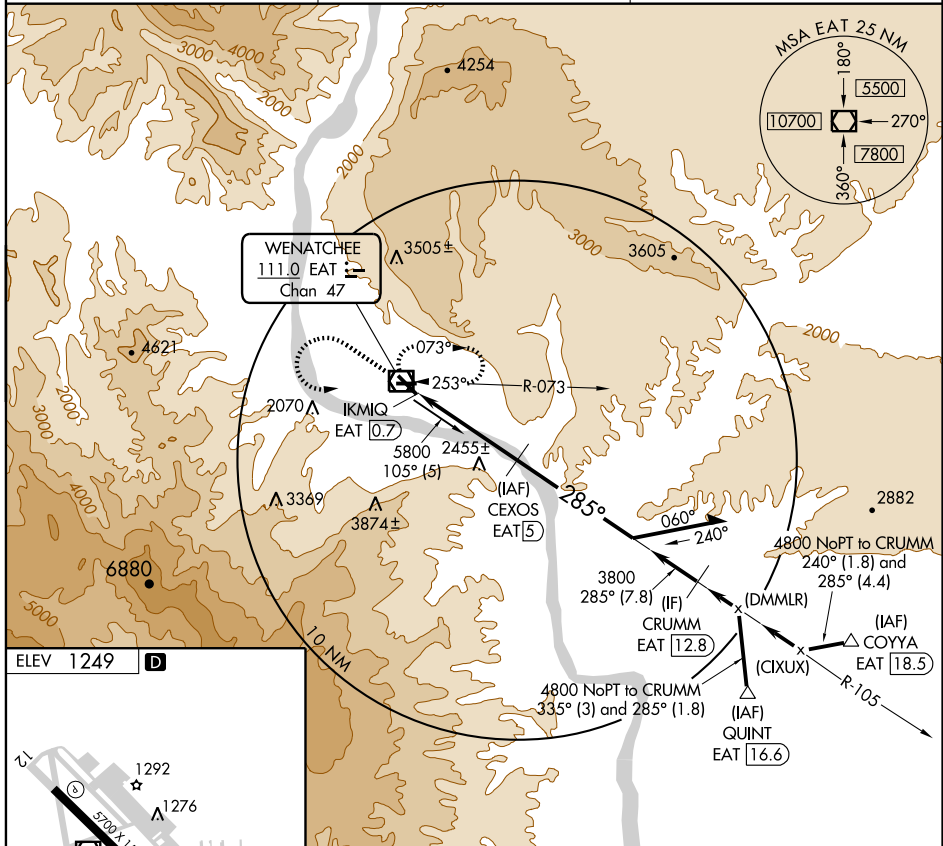 MSA EAT 25 NM
180°
5500
10700
270°
7800
360°
3000
4000
2000
4254
2000
3000
3605
2000
WENATCHEE
111.0 EAT
Chan 47
3505±
4621
3000
2000
073°
253°
R-073
2070
IKMIQ
EAT 0.7
5800
105° (5)
2455±
(IAF)
CEXOS
EAT 5
285°
4000
3369
3874±
6880
5000
060°
240°
2882
4800 NoPT to CRUMM
240° (1.8) and
285° (4.4)
3800
285° (7.8)
(IF)
CRUMM
EAT 12.8
(DMMLR)
(CIXUX)
(IAF)
COYYA
EAT 18.5
R-105
10 NM
4800 NoPT to CRUMM
335° (3) and 285° (1.8)
(IAF)
QUINT
EAT 16.6
ELEV 1249 D
12
P
1292
1276
5700 X